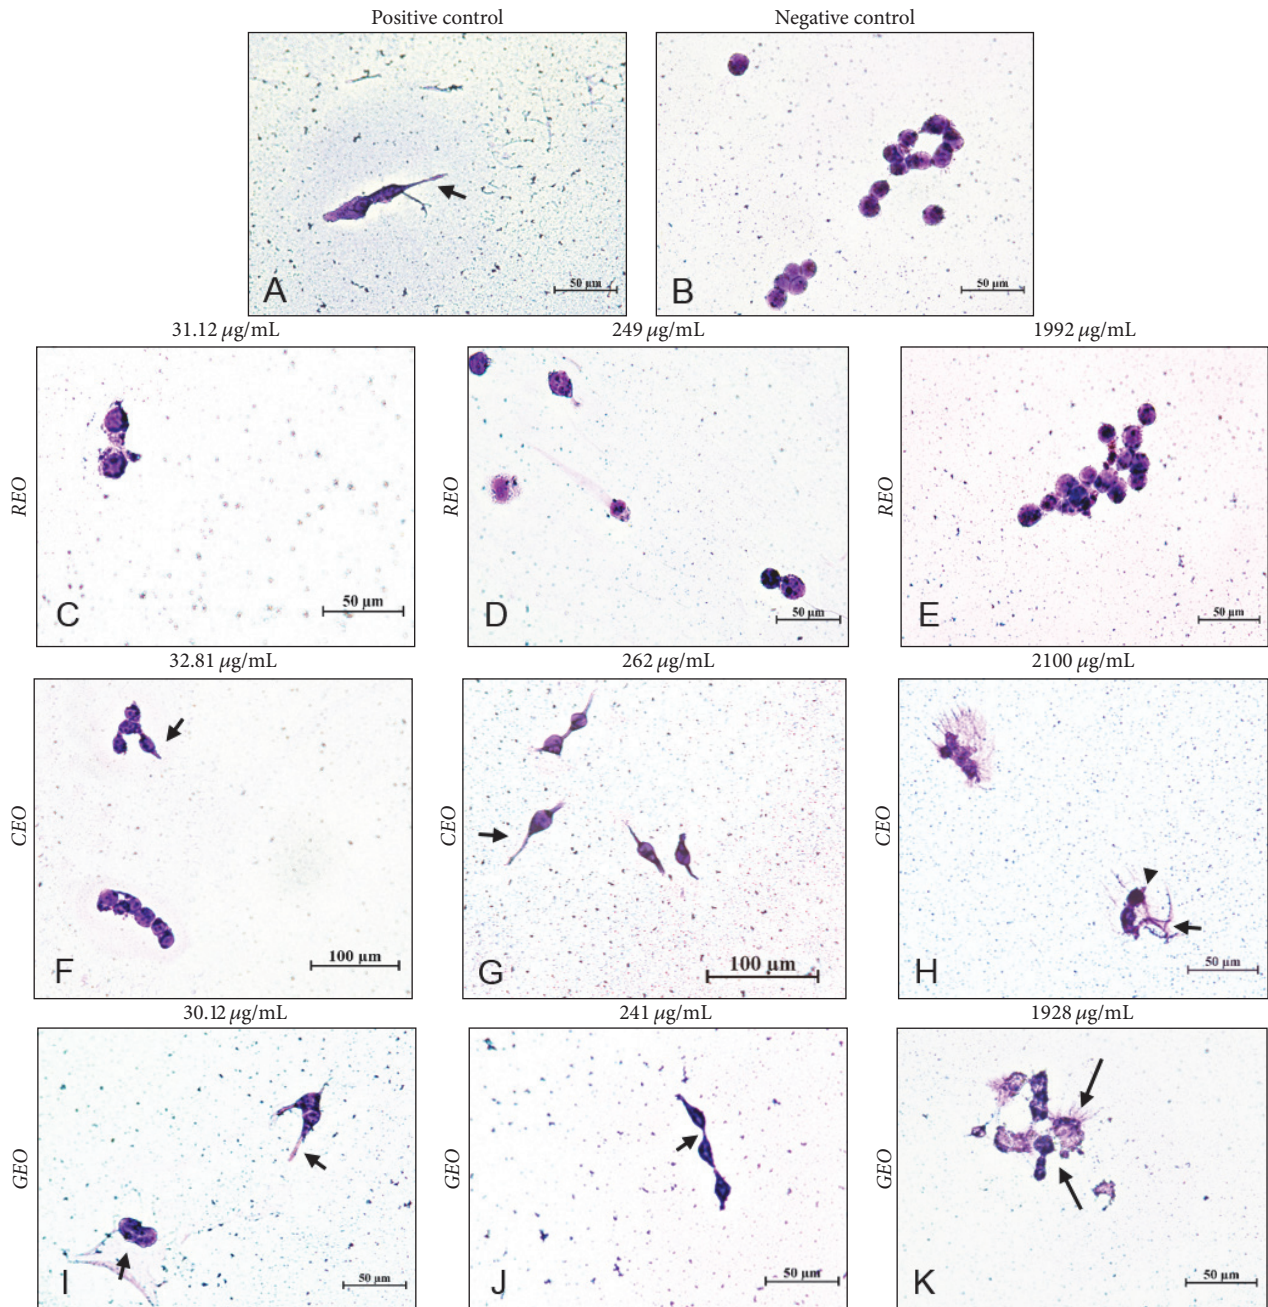 Positive control
Negative control
A
50 µm
B
50 µm
31.12 µg/mL
249 µg/mL
1992 µg/mL
REO
C
50 µm
REO
D
50 µm
REO
E
50 µm
32.81 µg/mL
262 µg/mL
2100 µg/mL
CEO
F
100 µm
CEO
G
100 µm
CEO
H
50 µm
30.12 µg/mL
241 µg/mL
1928 µg/mL
GEO
I
50 µm
GEO
J
50 µm
GEO
K
50 µm